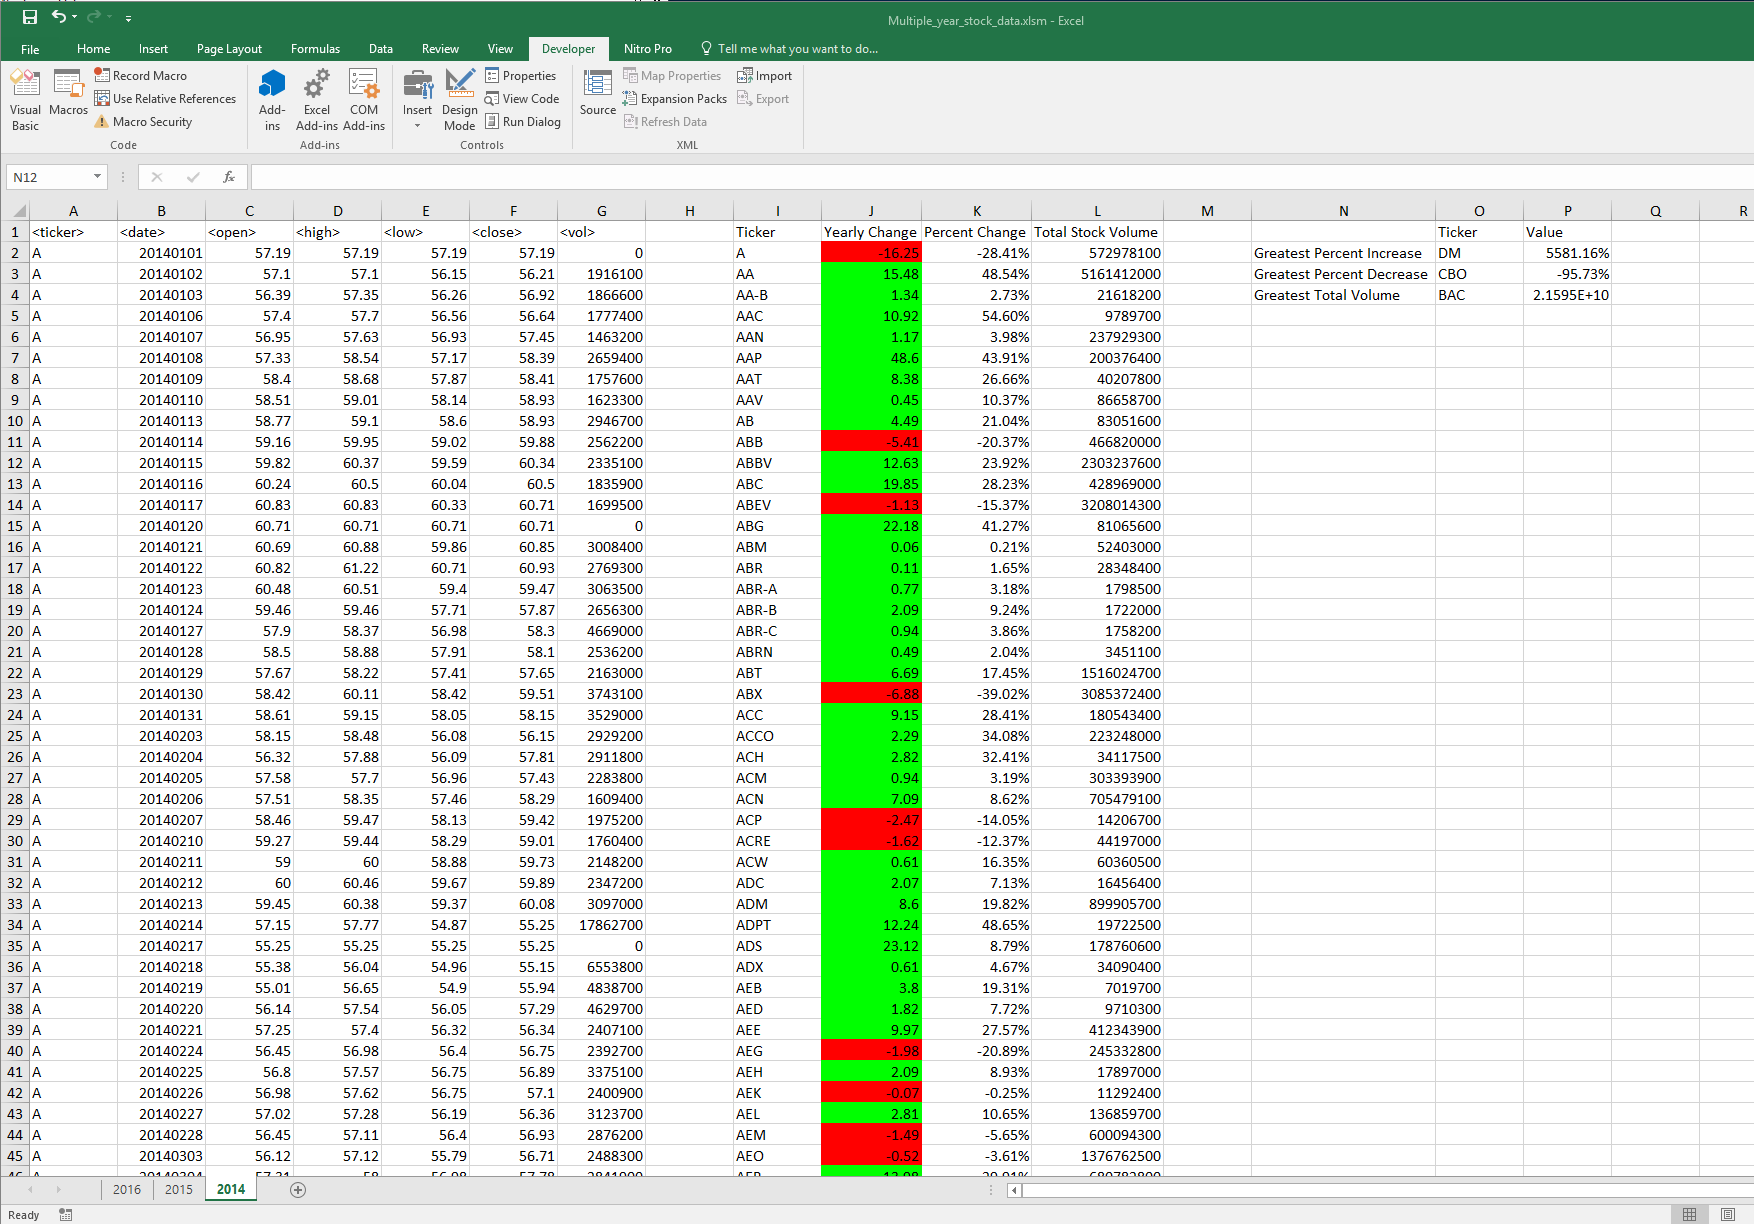 Multiple_year_stock_data.xlsm - Excel
File Home Insert Page Layout Formulas Data Review View Developer Nitro Pro Tell me what you want to do...
Visual Basic Macros Record Macro Use Relative References Macro Security Code
Add-ins Excel Add-ins COM Add-ins Add-ins
Insert Design Mode Properties View Code Run Dialog Controls
Source Map Properties Expansion Packs Refresh Data Import Export XML
N12 fx
A B C D E F G H I J K L M N O P Q R
1 <ticker> <date> <open> <high> <low> <close> <vol> Ticker Yearly Change Percent Change Total Stock Volume Ticker Value
2 A 20140101 57.19 57.19 57.19 57.19 0 A -16.25 -28.41% 572978100 Greatest Percent Increase DM 5581.16%
3 A 20140102 57.1 57.1 56.15 56.21 1916100 AA 15.48 48.54% 5161412000 Greatest Percent Decrease CBO -95.73%
4 A 20140103 56.39 57.35 56.26 56.92 1866600 AA-B 1.34 2.73% 21618200 Greatest Total Volume BAC 2.1595E+10
5 A 20140106 57.4 57.7 56.56 56.64 1777400 AAC 10.92 54.60% 9789700
6 A 20140107 56.95 57.63 56.93 57.45 1463200 AAN 1.17 3.98% 237929300
7 A 20140108 57.33 58.54 57.17 58.39 2659400 AAP 48.6 43.91% 200376400
8 A 20140109 58.4 58.68 57.87 58.41 1757600 AAT 8.38 26.66% 40207800
9 A 20140110 58.51 59.01 58.14 58.93 1623300 AAV 0.45 10.37% 86658700
10 A 20140113 58.77 59.1 58.6 58.93 2946700 AB 4.49 21.04% 83051600
11 A 20140114 59.16 59.95 59.02 59.88 2562200 ABB -5.41 -20.37% 466820000
12 A 20140115 59.82 60.37 59.59 60.34 2335100 ABBV 12.63 23.92% 2303237600
13 A 20140116 60.24 60.5 60.04 60.5 1835900 ABC 19.85 28.23% 428969000
14 A 20140117 60.83 60.83 60.33 60.71 1699500 ABEV -1.13 -15.37% 3208014300
15 A 20140120 60.71 60.71 60.71 60.71 0 ABG 22.18 41.27% 81065600
16 A 20140121 60.69 60.88 59.86 60.85 3008400 ABM 0.06 0.21% 52403000
17 A 20140122 60.82 61.22 60.71 60.93 2769300 ABR 0.11 1.65% 28348400
18 A 20140123 60.48 60.51 59.4 59.47 3063500 ABR-A 0.77 3.18% 1798500
19 A 20140124 59.46 59.46 57.71 57.87 2656300 ABR-B 2.09 9.24% 1722000
20 A 20140127 57.9 58.37 56.98 58.3 4669000 ABR-C 0.94 3.86% 1758200
21 A 20140128 58.5 58.88 57.91 58.1 2536200 ABRN 0.49 2.04% 3451100
22 A 20140129 57.67 58.22 57.41 57.65 2163000 ABT 6.69 17.45% 1516024700
23 A 20140130 58.42 60.11 58.42 59.51 3743100 ABX -6.88 -39.02% 3085372400
24 A 20140131 58.61 59.15 58.05 58.15 3529000 ACC 9.15 28.41% 180543400
25 A 20140203 58.15 58.48 56.08 56.15 2929200 ACCO 2.29 34.08% 223248000
26 A 20140204 56.32 57.88 56.09 57.81 2911800 ACH 2.82 32.41% 34117500
27 A 20140205 57.58 57.7 56.96 57.43 2283800 ACM 0.94 3.19% 303393900
28 A 20140206 57.51 58.35 57.46 58.29 1609400 ACN 7.09 8.62% 705479100
29 A 20140207 58.46 59.47 58.13 59.42 1975200 ACP -2.47 -14.05% 14206700
30 A 20140210 59.27 59.44 58.29 59.01 1760400 ACRE -1.62 -12.37% 44197000
31 A 20140211 59 60 58.88 59.73 2148200 ACW 0.61 16.35% 60360500
32 A 20140212 60 60.46 59.67 59.89 2347200 ADC 2.07 7.13% 16456400
33 A 20140213 59.45 60.38 59.37 60.08 3097000 ADM 8.6 19.82% 899905700
34 A 20140214 57.15 57.77 54.87 55.25 17862700 ADPT 12.24 48.65% 19722500
35 A 20140217 55.25 55.25 55.25 55.25 0 ADS 23.12 8.79% 178760600
36 A 20140218 55.38 56.04 54.96 55.15 6553800 ADX 0.61 4.67% 34090400
37 A 20140219 55.01 56.65 54.9 55.94 4838700 AEB 3.8 19.31% 7019700
38 A 20140220 56.14 57.54 56.05 57.29 4629700 AED 1.82 7.72% 9710300
39 A 20140221 57.25 57.4 56.32 56.34 2407100 AEE 9.97 27.57% 412343900
40 A 20140224 56.45 56.98 56.4 56.75 2392700 AEG -1.98 -20.89% 245332800
41 A 20140225 56.8 57.57 56.75 56.89 3375100 AEH 2.09 8.93% 17897000
42 A 20140226 56.98 57.62 56.75 57.1 2400900 AEK -0.07 -0.25% 11292400
43 A 20140227 57.02 57.28 56.19 56.36 3123700 AEL 2.81 10.65% 136859700
44 A 20140228 56.45 57.11 56.4 56.93 2876200 AEM -1.49 -5.65% 600094300
45 A 20140303 56.12 57.12 55.79 56.71 2488300 AEO -0.52 -3.61% 1376762500
2016 2015 2014
Ready